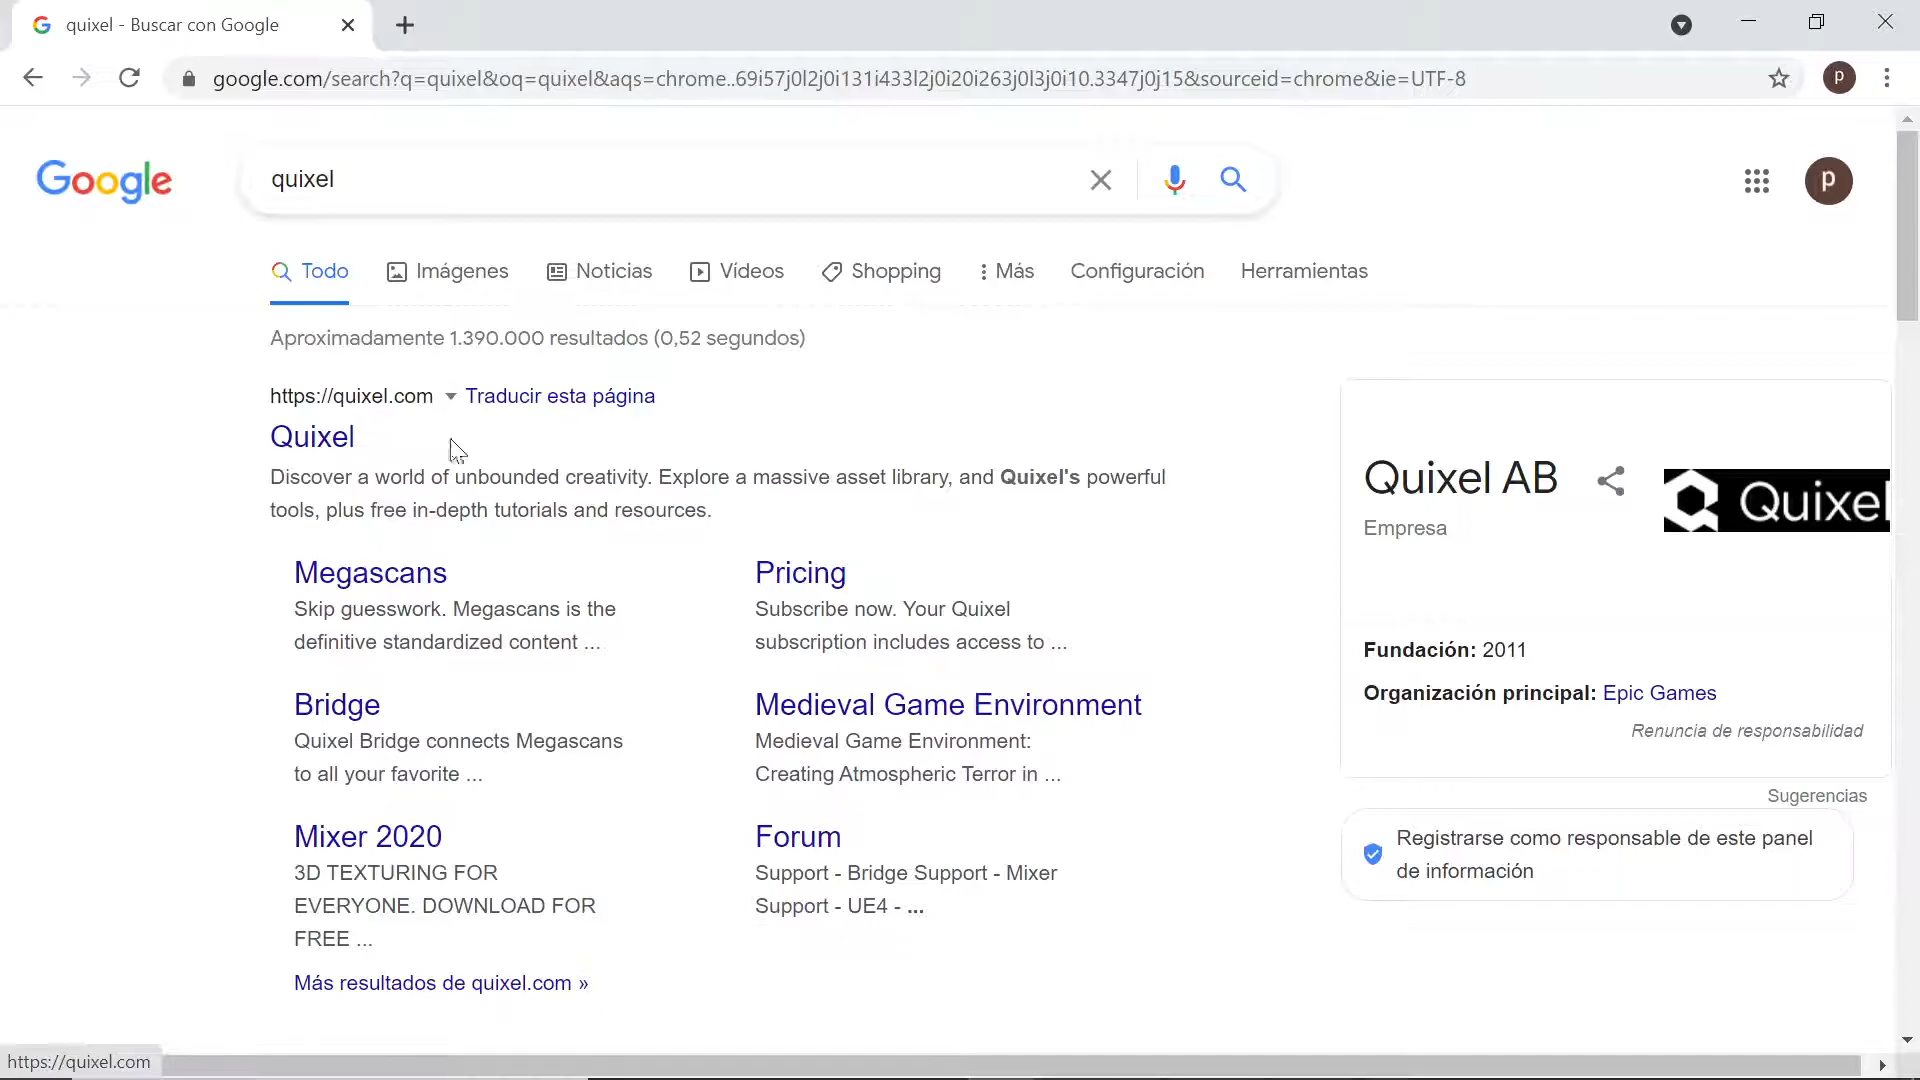 quixel - Buscar con Google
google.com/search?q=quixel&oq=quixel&aqs=chrome..69i57j0l2j0i131i433l2j0i20i263j0l3j0i10.3347j0j15&sourceid=chrome&ie=UTF-8
p
Google
quixel
p
Todo
Imágenes
Noticias
Vídeos
Shopping
Más
Configuración
Herramientas
Aproximadamente 1.390.000 resultados (0,52 segundos)
https://quixel.com Traducir esta página
Quixel
Discover a world of unbounded creativity. Explore a massive asset library, and Quixel's powerful
tools, plus free in-depth tutorials and resources.
Megascans
Skip guesswork. Megascans is the
definitive standardized content ...
Pricing
Subscribe now. Your Quixel
subscription includes access to ...
Bridge
Quixel Bridge connects Megascans
to all your favorite ...
Medieval Game Environment
Medieval Game Environment:
Creating Atmospheric Terror in ...
Mixer 2020
3D TEXTURING FOR
EVERYONE. DOWNLOAD FOR
FREE ...
Forum
Support - Bridge Support - Mixer
Support - UE4 - ...
Más resultados de quixel.com »
Quixel AB
Empresa
Quixel
Fundación: 2011
Organización principal: Epic Games
Renuncia de responsabilidad
Sugerencias
Registrarse como responsable de este panel
de información
https://quixel.com